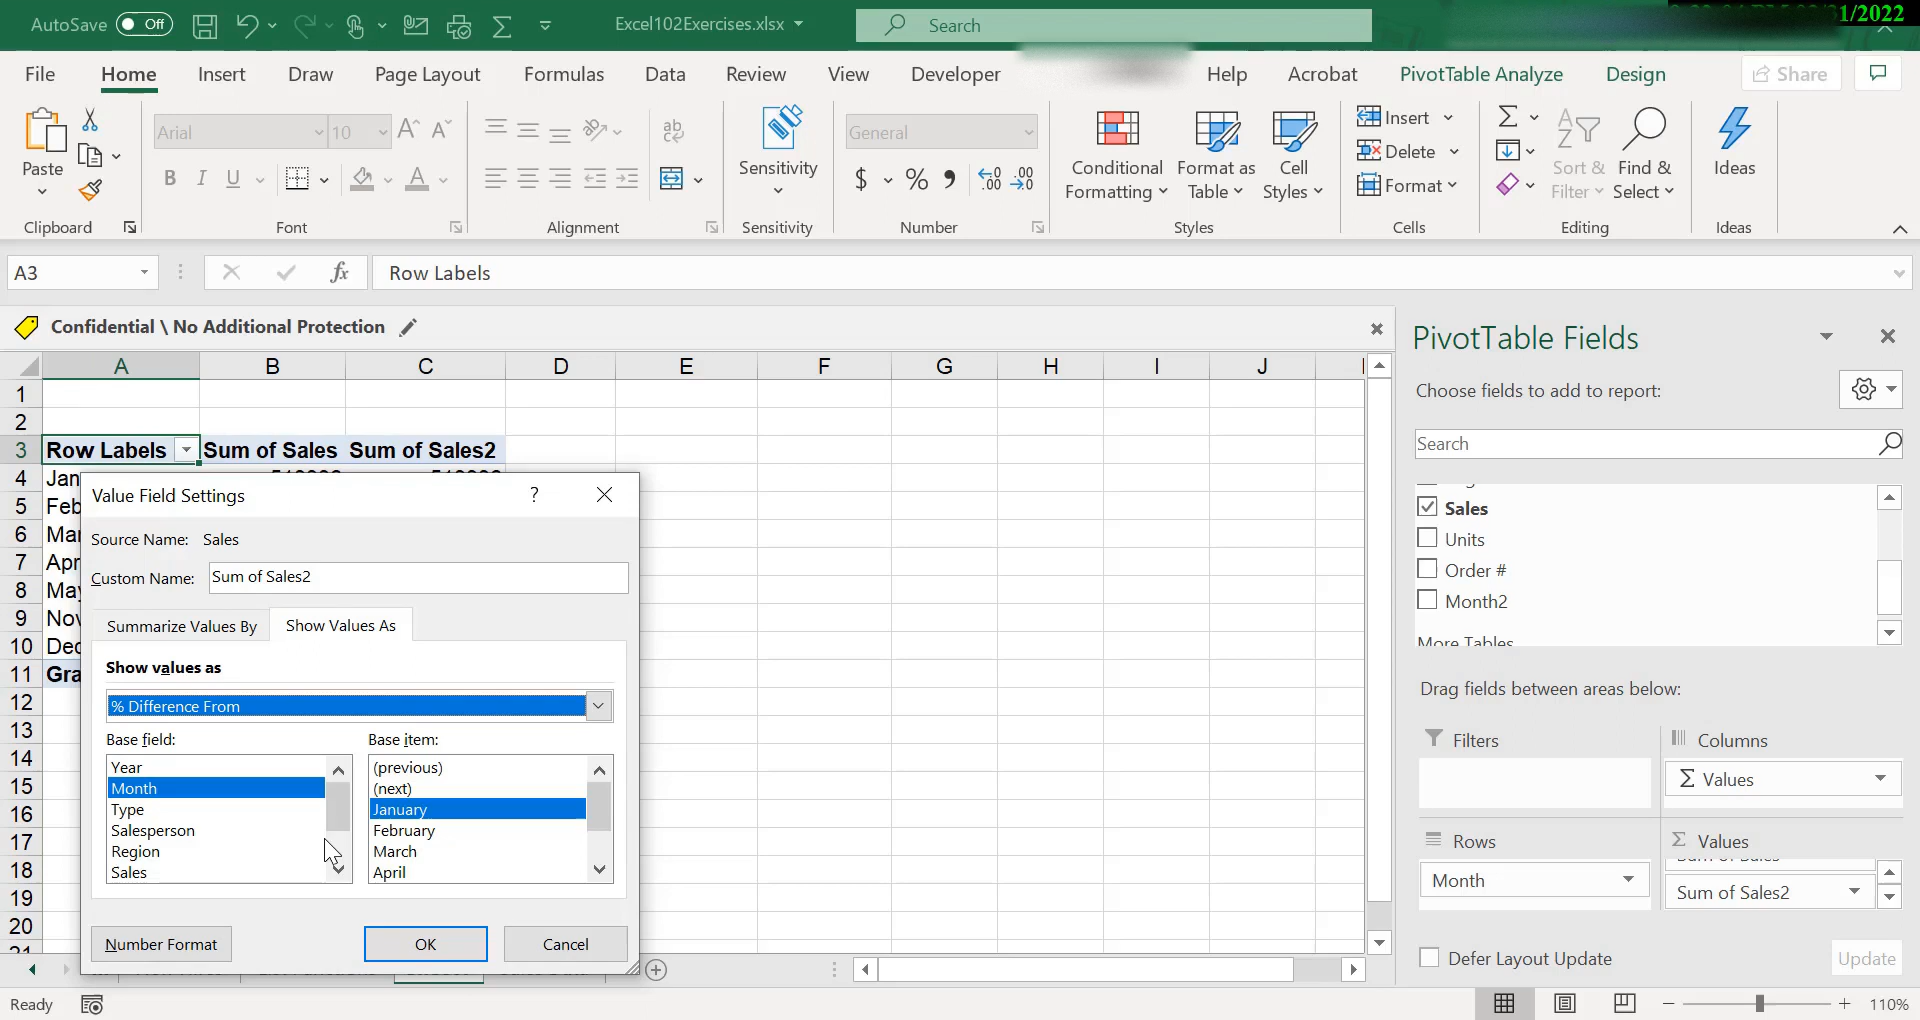 AutoSave Off Excel102Exercises.xlsx Search 1/2022
File Home Insert Draw Page Layout Formulas Data Review View Developer Help Acrobat PivotTable Analyze Design Share
Arial 10 ab General Insert Σ
Paste Sensitivity Conditional Format as Cell Delete Sort & Find & Ideas
B I U A $ % Formatting Table Styles Format Filter Select
Clipboard Font Alignment Sensitivity Number Styles Cells Editing Ideas
A3 fx Row Labels
Confidential \ No Additional Protection
A B C D E F G H I J
1
2
3 Row Labels Sum of Sales Sum of Sales2
4 Jan
5 Feb
6 Mar
7 Apr
8 May
9 Nov
10 Dec
11 Gra
12
13
14
15
16
17
18
19
20
21
Value Field Settings ?
Source Name: Sales
Custom Name: Sum of Sales2
Summarize Values By Show Values As
Show values as
% Difference From
Base field: Base item:
Year (previous)
Month (next)
Type January
Salesperson February
Region March
Sales April
Number Format OK Cancel
PivotTable Fields
Choose fields to add to report:
Search
Sales
Units
Order #
Month2
More Tables
Drag fields between areas below:
Filters Columns
Σ Values
Rows Σ Values
Sum of Sales
Month Sum of Sales2
Defer Layout Update Update
Ready 110%